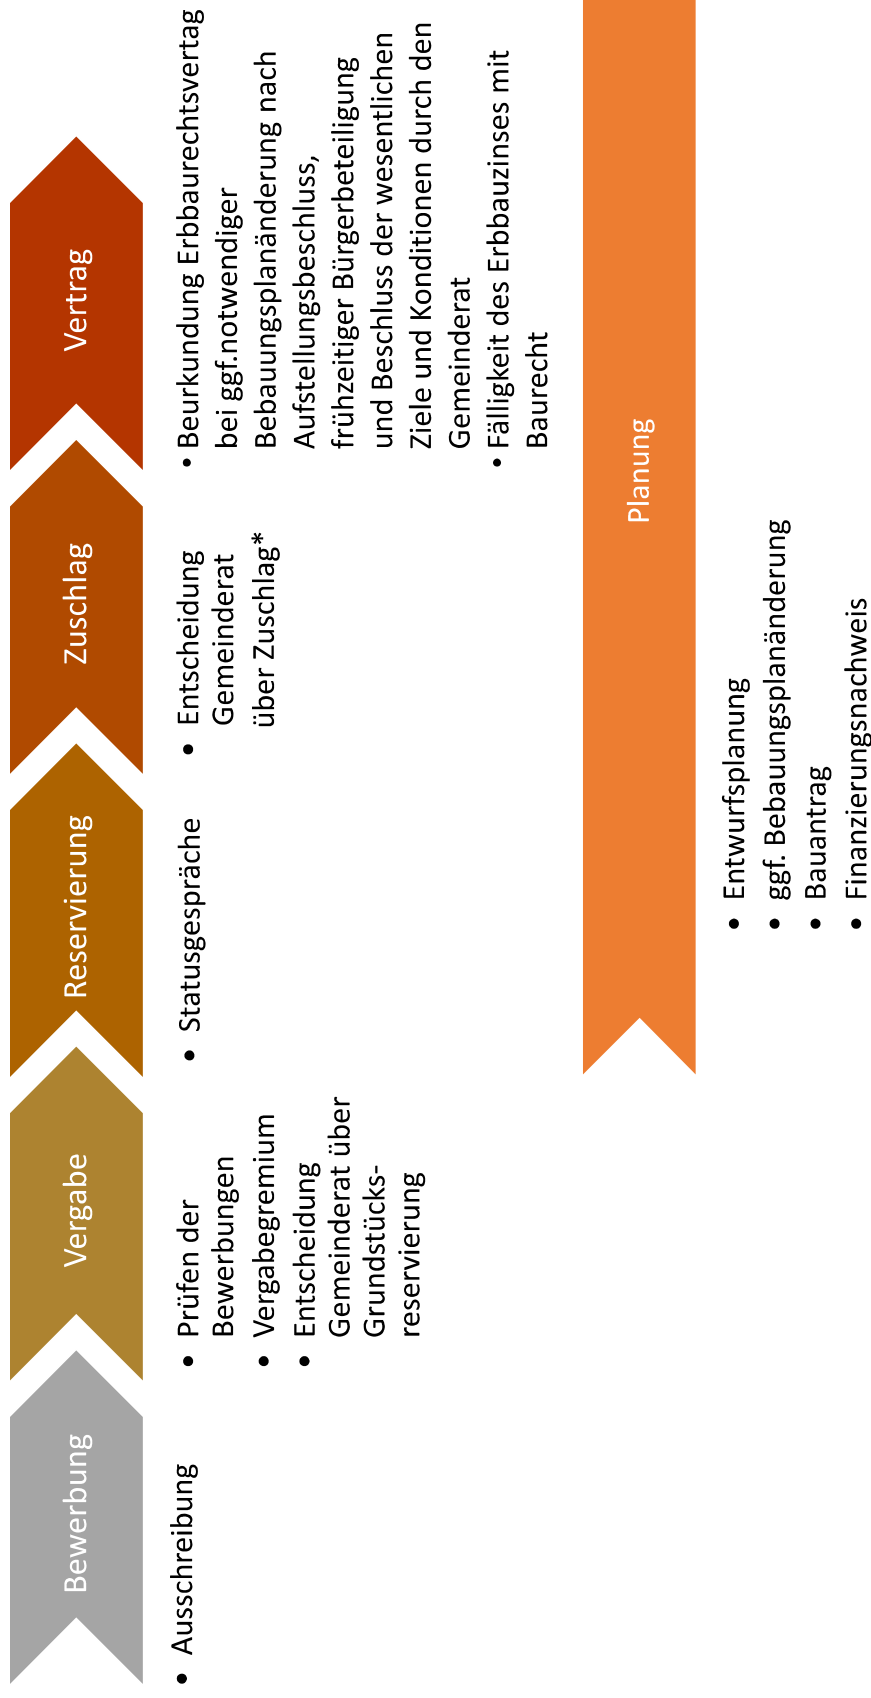 Bewerbung
• Ausschreibung
Vergabe
• Prüfen der
Bewerbungen
• Vergabegremium
• Entscheidung
Gemeinderat über
Grundstücks-
reservierung
Reservierung
• Statusgespräche
Zuschlag
• Entscheidung
Gemeinderat
über Zuschlag*
Vertrag
• Beurkundung Erbbaurechtsvertag
bei ggf.notwendiger
Bebauungsplanänderung nach
Aufstellungsbeschluss,
frühzeitiger Bürgerbeteiligung
und Beschluss der wesentlichen
Ziele und Konditionen durch den
Gemeinderat
• Fälligkeit des Erbbauzinses mit
Baurecht
Planung
• Entwurfsplanung
• ggf. Bebauungsplanänderung
• Bauantrag
• Finanzierungsnachweis